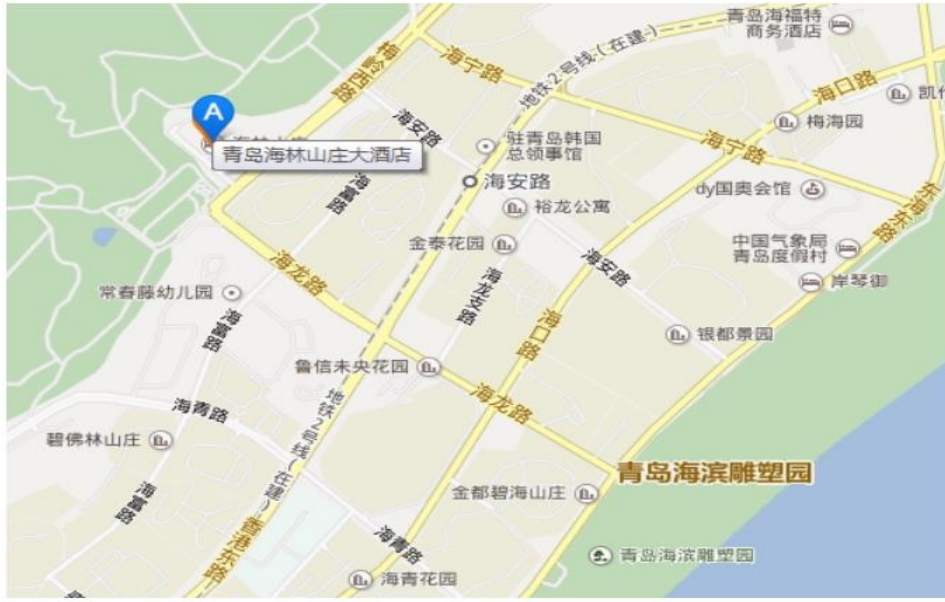 青岛海福特
商务酒店
梅岭西路
海宁路
地铁2号线(在建)
海口路
凯
A
海安路
梅海园
驻青岛韩国
总领事馆
海宁路
青岛海林山庄大酒店
海富路
海安路
dy国奥会馆
东海东路
裕龙公寓
金泰花园
中国气象局
青岛度假村
海龙路
海龙支路
海安路
岸琴御
常春藤幼儿园
海富路
海口路
银都景园
鲁信未央花园
海青路
地铁2号线(在建)
海龙路
碧佛林山庄
青岛海滨雕塑园
海富路
金都碧海山庄
香港东路
海青路
青岛海滨雕塑园
海青花园